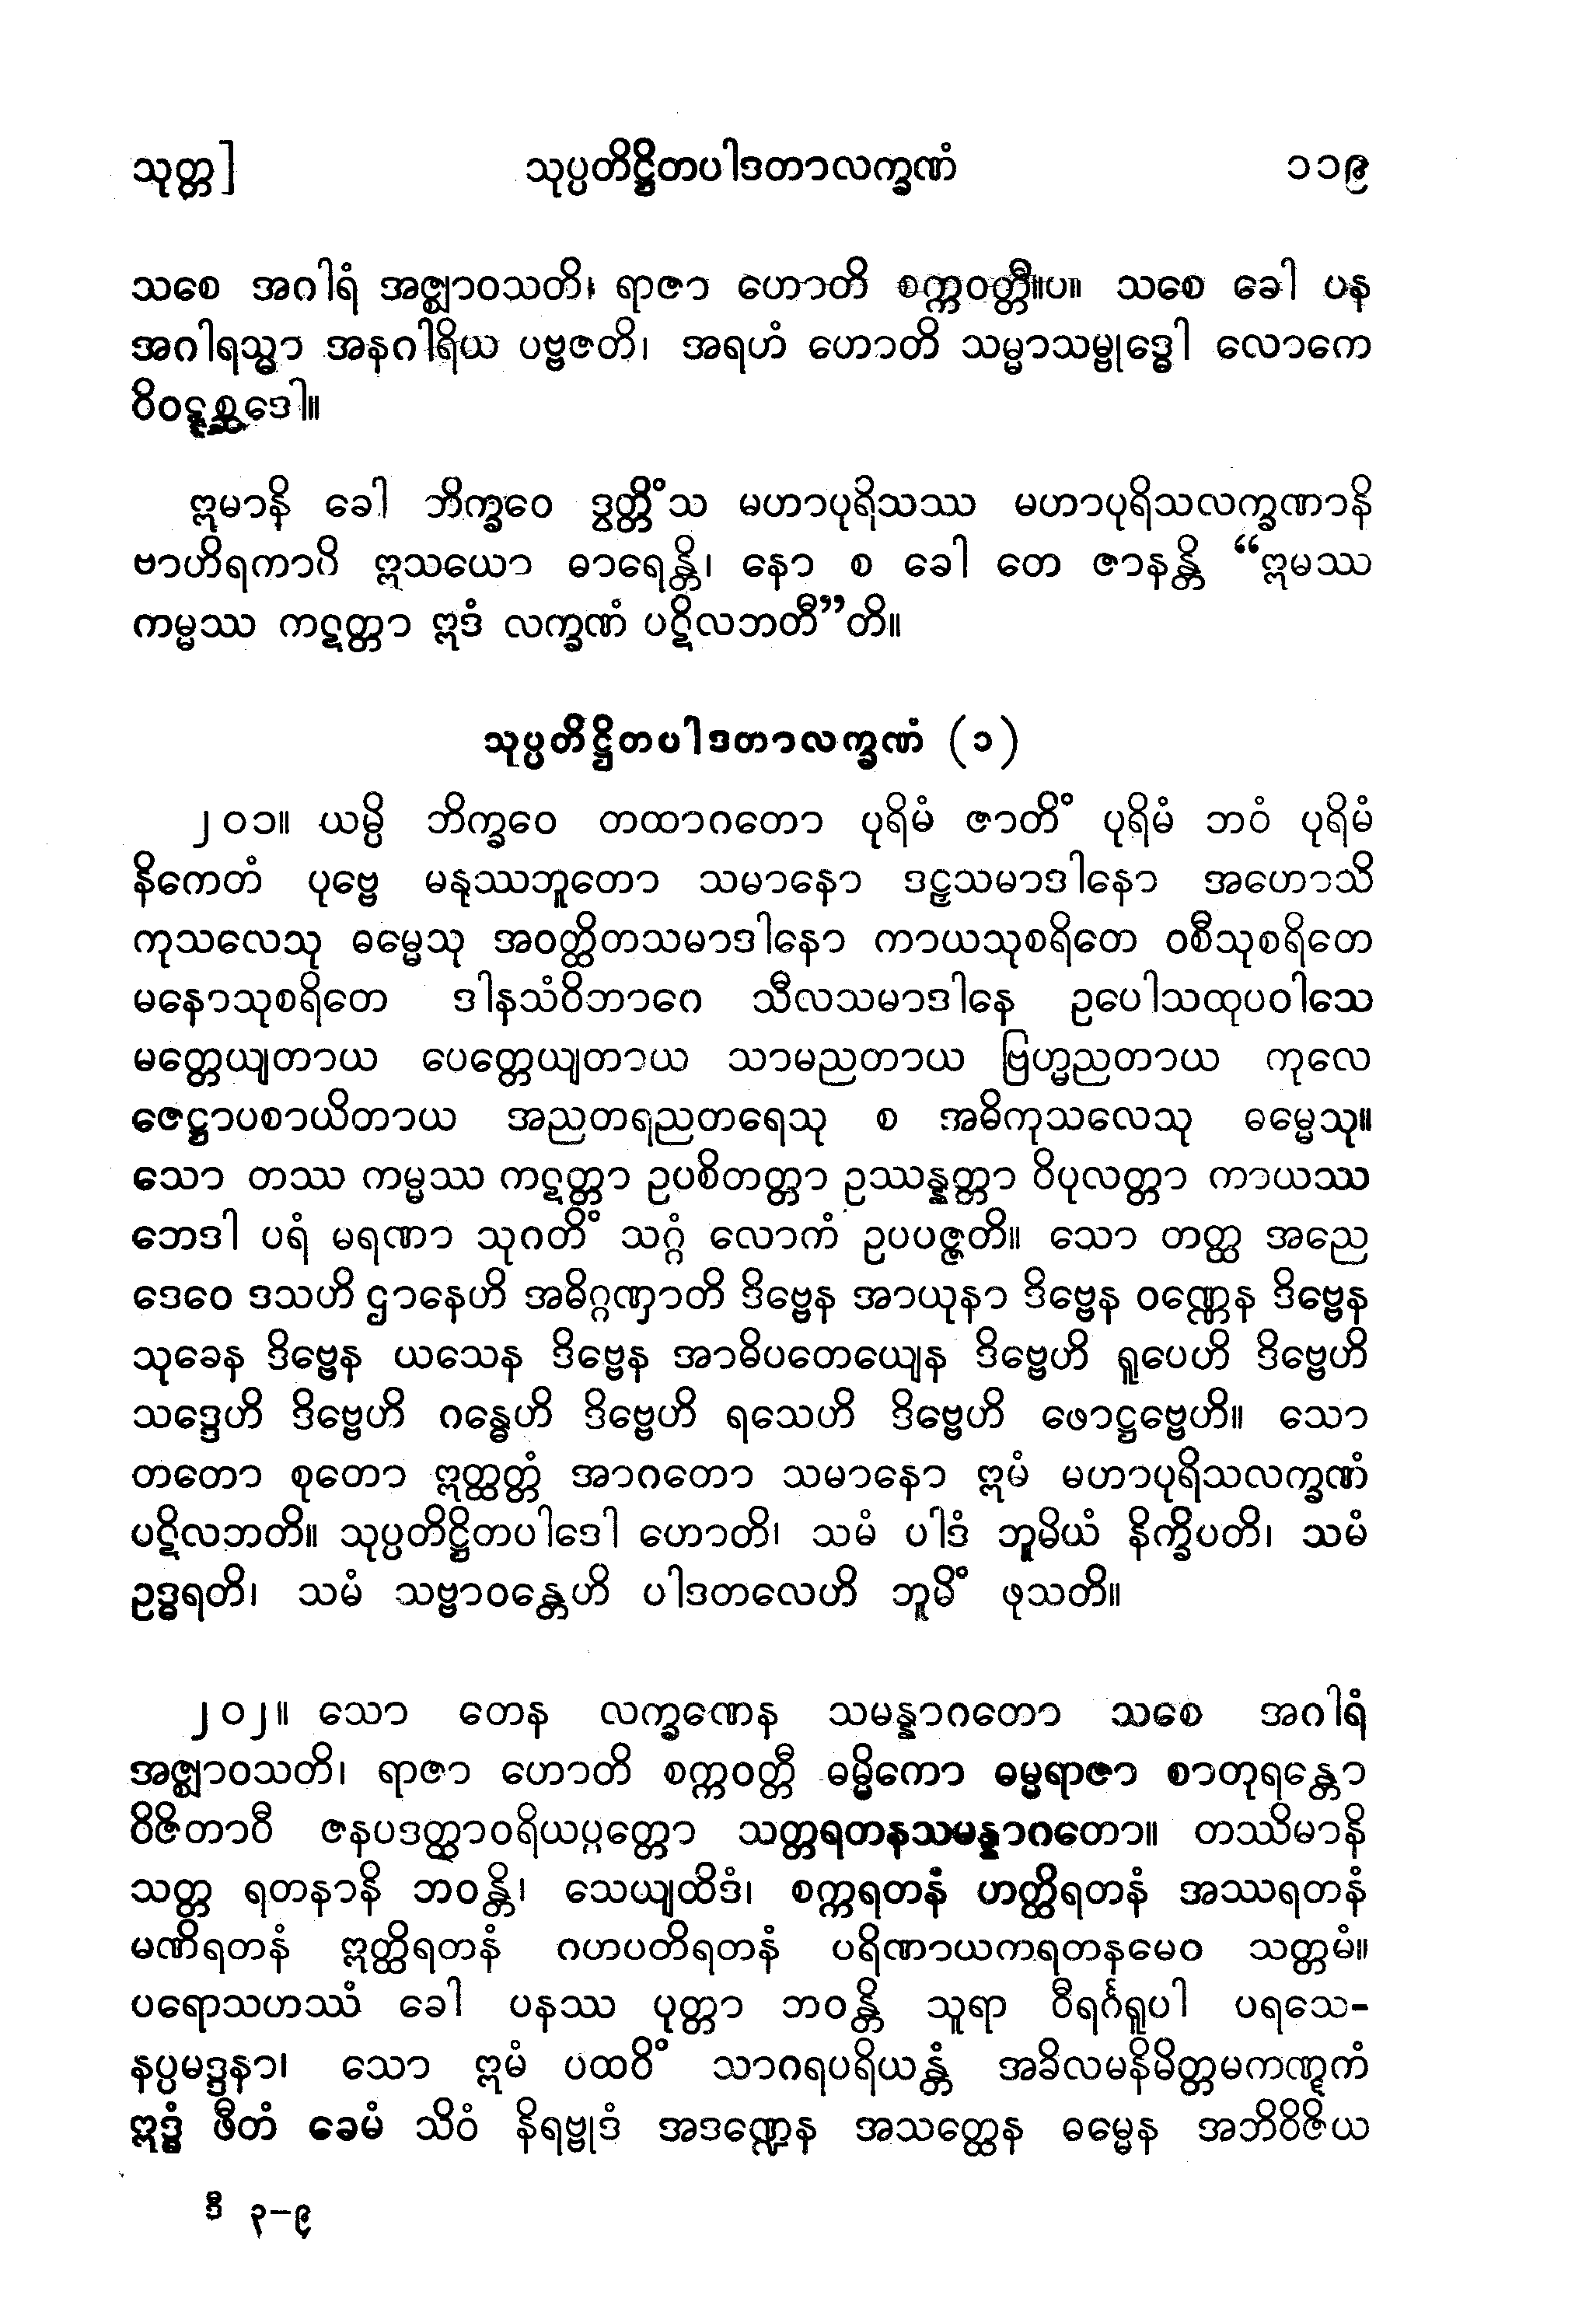 သုတ္တ] သုပ္ပတိဋ္ဌိတပါဒတာလက္ခဏံ ၁၁၉
သစေ အဂါရံ အဇ္ဈာဝသတိ၊ ရာဇာ ဟောတိ စက္ကဝတ္တီ။ပ။ သစေ ခေါ ပန
အဂါရသ္မာ အနဂါရိယ ပဗ္ဗဇတိ၊ အရဟံ ဟောတိ သမ္မာသမ္ဗုဒ္ဓေါ လောကေ
ဝိဝဋ္ဋစ္ဆဒေါ။
ဣမာနိ ခေါ ဘိက္ခဝေ ဒွတ္တိံသ မဟာပုရိသဿ မဟာပုရိသလက္ခဏာနိ
ဗာဟိရကာပိ ဣသယော ဓာရေန္တိ၊ နော စ ခေါ တေ ဇာနန္တိ “ဣမဿ
ကမ္မဿ ကဋတ္တာ ဣဒံ လက္ခဏံ ပဋိလဘတီ”တိ။
သုပ္ပတိဋ္ဌိတပါဒတာလက္ခဏံ (၁)
၂၀၁။ ယမ္ပိ ဘိက္ခဝေ တထာဂတော ပုရိမံ ဇာတိံ ပုရိမံ ဘဝံ ပုရိမံ
နိကေတံ ပုဗ္ဗေ မနုဿဘူတော သမာနော ဒဠှသမာဒါနော အဟောသိ
ကုသလေသု ဓမ္မေသု အဝတ္ထိတသမာဒါနော ကာယသုစရိတေ ဝစီသုစရိတေ
မနောသုစရိတေ ဒါနသံဝိဘာဂေ သီလသမာဒါနေ ဥပေါသထုပဝါသေ
မတ္တေယျတာယ ပေတ္တေယျတာယ သာမညတာယ ဗြဟ္မညတာယ ကုလေ
ဇေဋ္ဌာပစာယိတာယ အညတရညတရေသု စ အဓိကုသလေသု ဓမ္မေသု။
သော တဿ ကမ္မဿ ကဋတ္တာ ဥပစိတတ္တာ ဥဿန္နတ္တာ ဝိပုလတ္တာ ကာယဿ
ဘေဒါ ပရံ မရဏာ သုဂတိံ သဂ္ဂံ လောကံ ဥပပဇ္ဇတိ။ သော တတ္ထ အညေ
ဒေဝေ ဒသဟိ ဌာနေဟိ အဓိဂ္ဂဏှာတိ ဒိဗ္ဗေန အာယုနာ ဒိဗ္ဗေန ဝဏ္ဏေန ဒိဗ္ဗေန
သုခေန ဒိဗ္ဗေန ယသေန ဒိဗ္ဗေန အာဓိပတေယျေန ဒိဗ္ဗေဟိ ရူပေဟိ ဒိဗ္ဗေဟိ
သဒ္ဒေဟိ ဒိဗ္ဗေဟိ ဂန္ဓေဟိ ဒိဗ္ဗေဟိ ရသေဟိ ဒိဗ္ဗေဟိ ဖောဋ္ဌဗ္ဗေဟိ။ သော
တတော စုတော ဣတ္ထတ္တံ အာဂတော သမာနော ဣမံ မဟာပုရိသလက္ခဏံ
ပဋိလဘတိ။ သုပ္ပတိဋ္ဌိတပါဒေါ ဟောတိ၊ သမံ ပါဒံ ဘူမိယံ နိက္ခိပတိ၊ သမံ
ဥဒ္ဓရတိ၊ သမံ သဗ္ဗာဝန္တေဟိ ပါဒတလေဟိ ဘူမိံ ဖုသတိ။
၂၀၂။ သော တေန လက္ခဏေန သမန္နာဂတော သစေ အဂါရံ
အဇ္ဈာဝသတိ၊ ရာဇာ ဟောတိ စက္ကဝတ္တီ ဓမ္မိကော ဓမ္မရာဇာ စာတုရန္တော
ဝိဇိတာဝီ ဇနပဒတ္ထာဝရိယပ္ပတ္တော သတ္တရတနသမန္နာဂတော။ တဿိမာနိ
သတ္တ ရတနာနိ ဘဝန္တိ၊ သေယျထိဒံ၊ စက္ကရတနံ ဟတ္ထိရတနံ အဿရတနံ
မဏိရတနံ ဣတ္ထိရတနံ ဂဟပတိရတနံ ပရိဏာယကရတနမေဝ သတ္တမံ။
ပရောသဟဿံ ခေါ ပနဿ ပုတ္တာ ဘဝန္တိ သူရာ ဝီရင်္ဂရူပါ ပရသေ-
နပ္ပမဒ္ဒနာ၊ သော ဣမံ ပထဝိံ သာဂရပရိယန္တံ အခိလမနိမိတ္တမကဏ္ဋကံ
ဣဒ္ဓံ ဖီတံ ခေမံ သိဝံ နိရဗ္ဗုဒံ အဒဏ္ဍေန အသတ္ထေန ဓမ္မေန အဘိဝိဇိယ
ဒီ ၃-၉